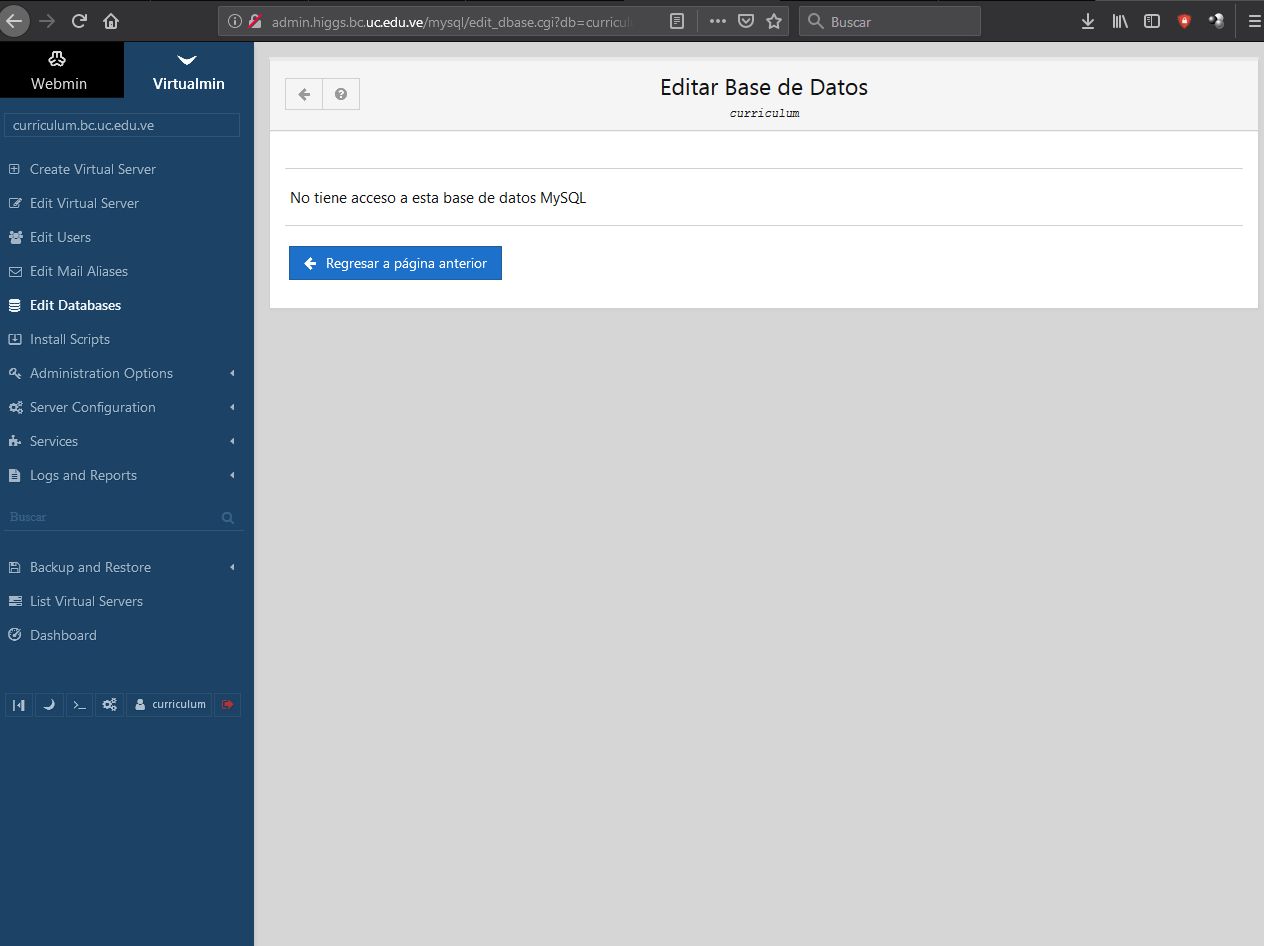 admin.higgs.bc.uc.edu.ve/mysql/edit_dbase.cgi?db=curriculu
Buscar
Webmin
Virtualmin
curriculum.bc.uc.edu.ve
Create Virtual Server
Edit Virtual Server
Edit Users
Edit Mail Aliases
Edit Databases
Install Scripts
Administration Options
Server Configuration
Services
Logs and Reports
Buscar
Backup and Restore
List Virtual Servers
Dashboard
curriculum
Editar Base de Datos
curriculum
No tiene acceso a esta base de datos MySQL
Regresar a página anterior